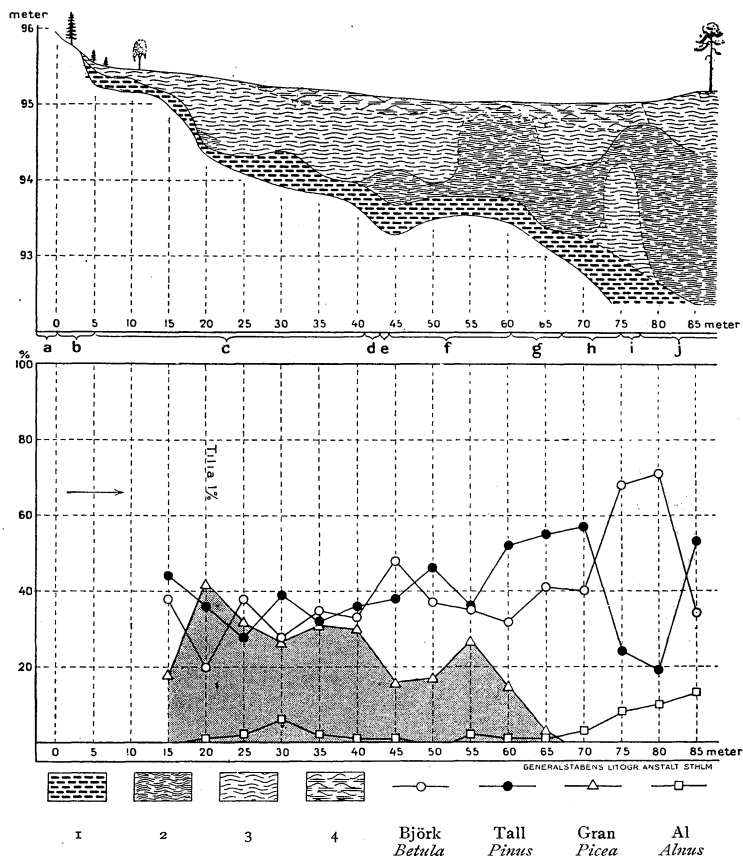 meter
96
95
94
93
0 5 10 15 20 25 30 35 40 45 50 55 60 65 70 75 80 85 meter
a b c d e f g h i j
%
100
80
60
40
20
Tilia 1%
0 5 10 15 20 25 30 35 40 45 50 55 60 65 70 75 80 85 meter
GENERALSTABENS LITOGR. ANSTALT STHLM
1 2 3 4 Björk Tall Gran Al
Betula Pinus Picea Alnus